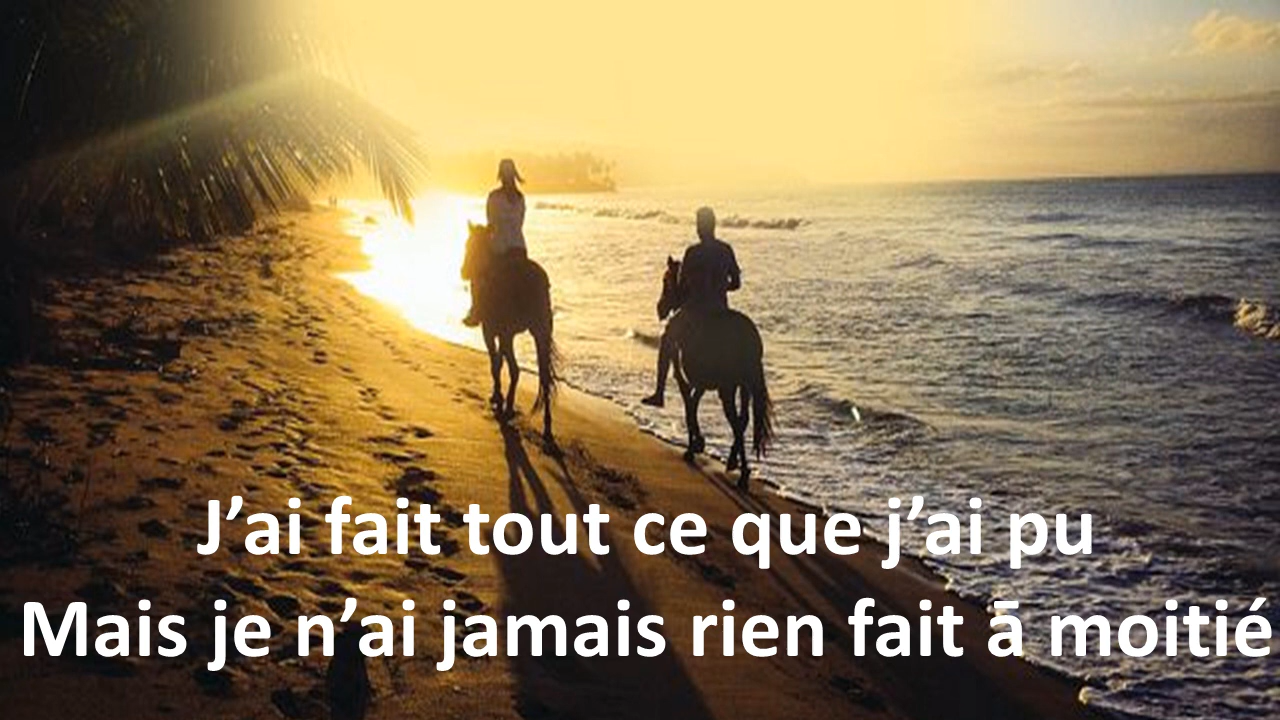 J’ai fait tout ce que j’ai pu
Mais je n’ai jamais rien fait ā moitié